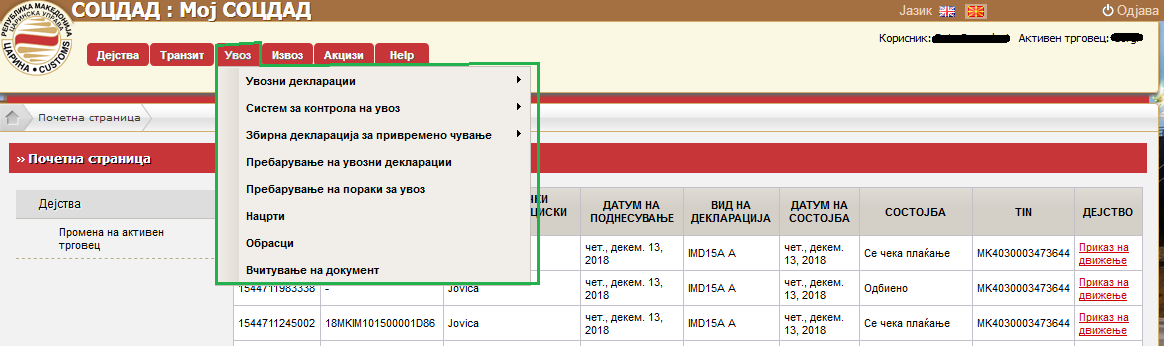 СОЦДАД : Мој СОЦДАД
Јазик
Одјава
РЕПУБЛИКА МАКЕДОНИЈА
ЦАРИНСКА УПРАВА
ЦАРИНА • CUSTOMS
Корисник:
Активен трговец:
Дејства Транзит Увоз Извоз Акцизи Help
Увозни декларации
Систем за контрола на увоз
Збирна декларација за привремено чување
Пребарување на увозни декларации
Пребарување на пораки за увоз
Нацрти
Обрасци
Вчитување на документ
Почетна страница
» Почетна страница
Дејства
Промена на активен
трговец
ДАТУМ НА ПОДНЕСУВАЊЕ ВИД НА ДЕКЛАРАЦИЈА ДАТУМ НА СОСТОЈБА СОСТОЈБА TIN ДЕЈСТВО
чет., декем. 13, 2018 IMD15A A чет., декем. 13, 2018 Се чека плаќање MK4030003473644 Приказ на движење
1544711983338 - Jovica чет., декем. 13, 2018 IMD15A A чет., декем. 13, 2018 Одбиено MK4030003473644 Приказ на движење
1544711245002 18MKIM101500001D86 Jovica чет., декем. 13, 2018 IMD15A A чет., декем. 13, 2018 Се чека плаќање MK4030003473644 Приказ на движење